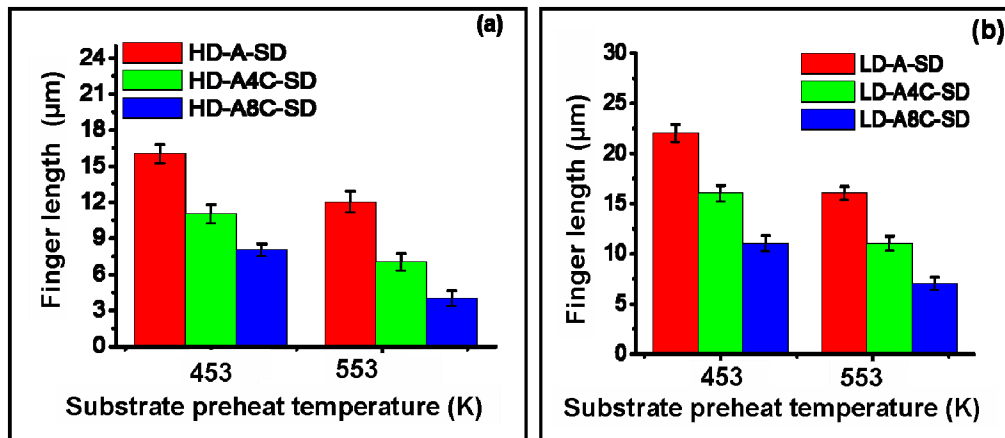 (a)
HD-A-SD
HD-A4C-SD
HD-A8C-SD
24
21
18
15
12
9
6
3
0
Finger length (μm)
453 553
Substrate preheat temperature (K)
(b)
LD-A-SD
LD-A4C-SD
LD-A8C-SD
30
25
20
15
10
5
0
Finger length (μm)
453 553
Substrate preheat temperature (K)